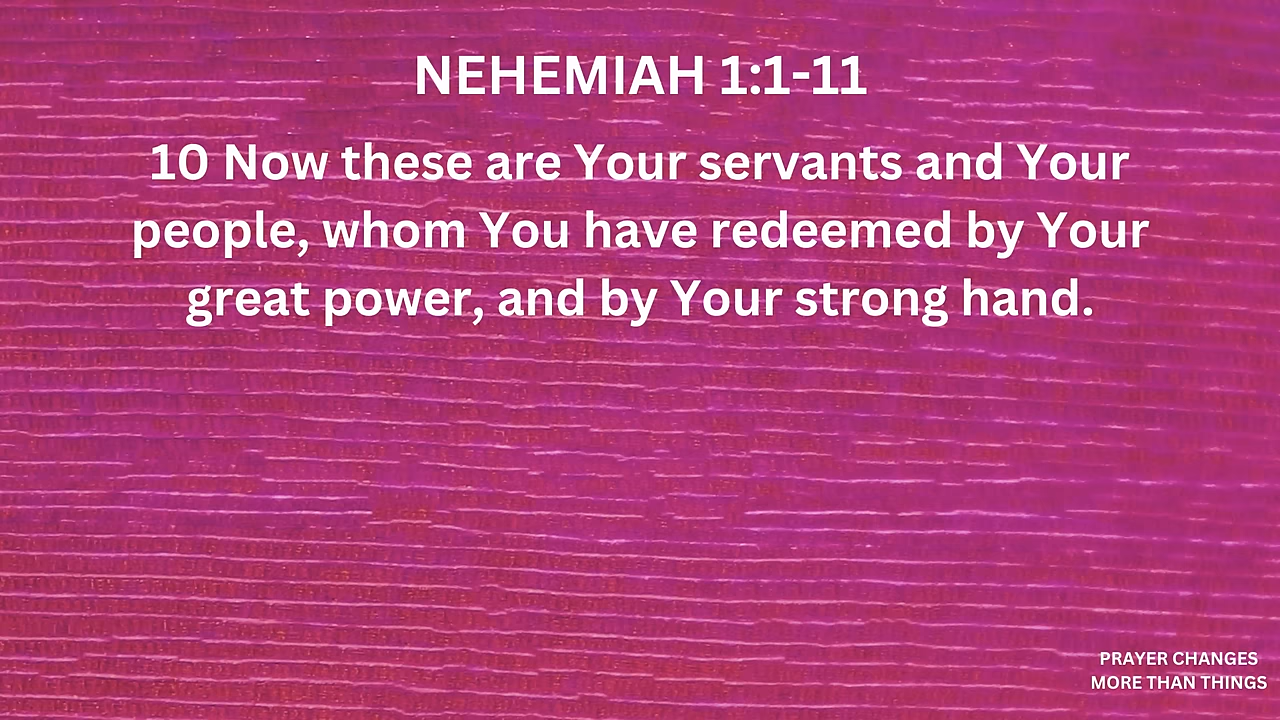 NEHEMIAH 1:1-11
10 Now these are Your servants and Your
people, whom You have redeemed by Your
great power, and by Your strong hand.
PRAYER CHANGES
MORE THAN THINGS